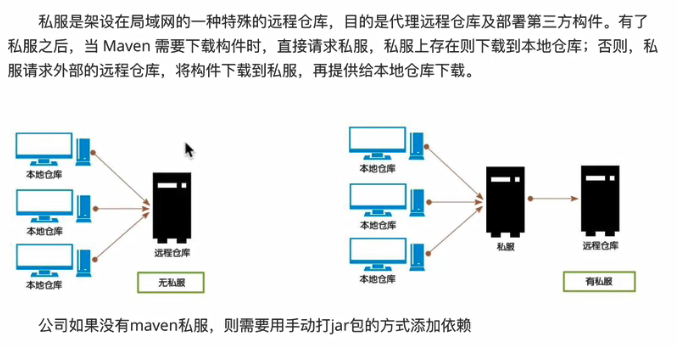 私服是架设在局域网的一种特殊的远程仓库，目的是代理远程仓库及部署第三方构件。有了
私服之后，当 Maven 需要下载构件时，直接请求私服，私服上存在则下载到本地仓库；否则，私
服请求外部的远程仓库，将构件下载到私服，再提供给本地仓库下载。
本地仓库
本地仓库
本地仓库
远程仓库
无私服
本地仓库
本地仓库
本地仓库
私服
远程仓库
有私服
公司如果没有maven私服，则需要用手动打jar包的方式添加依赖